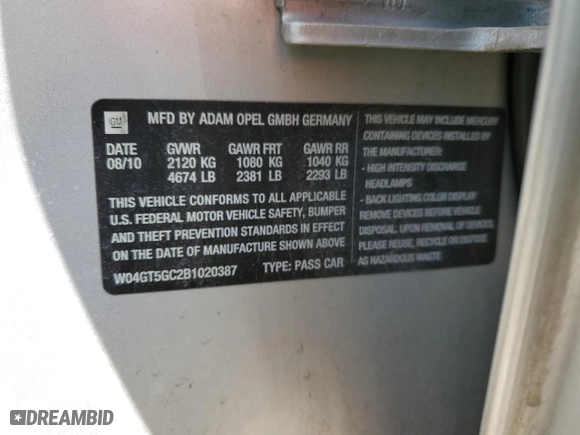 GM
MFD BY ADAM OPEL GMBH GERMANY
DATE GVWR GAWR FRT GAWR RR
08/10 2120 KG 1080 KG 1040 KG
4674 LB 2381 LB 2293 LB
THIS VEHICLE CONFORMS TO ALL APPLICABLE
U.S. FEDERAL MOTOR VEHICLE SAFETY, BUMPER
AND THEFT PREVENTION STANDARDS IN EFFECT
ON THE DATE OF MANUFACTURE SHOWN ABOVE
W04GT5GC2B1020387 TYPE: PASS CAR
THIS VEHICLE MAY INCLUDE MERCURY
CONTAINING DEVICES INSTALLED BY
THE MANUFACTURER:
- HIGH INTENSITY DISCHARGE
HEADLAMPS
- BACK LIGHTING COLOR DISPLAY
REMOVE DEVICES BEFORE VEHICLE
DISPOSAL. UPON REMOVAL OF DEVICES
PLEASE REUSE, RECYCLE OR DISPOSE
AS HAZARDOUS WASTE
DREAMBID